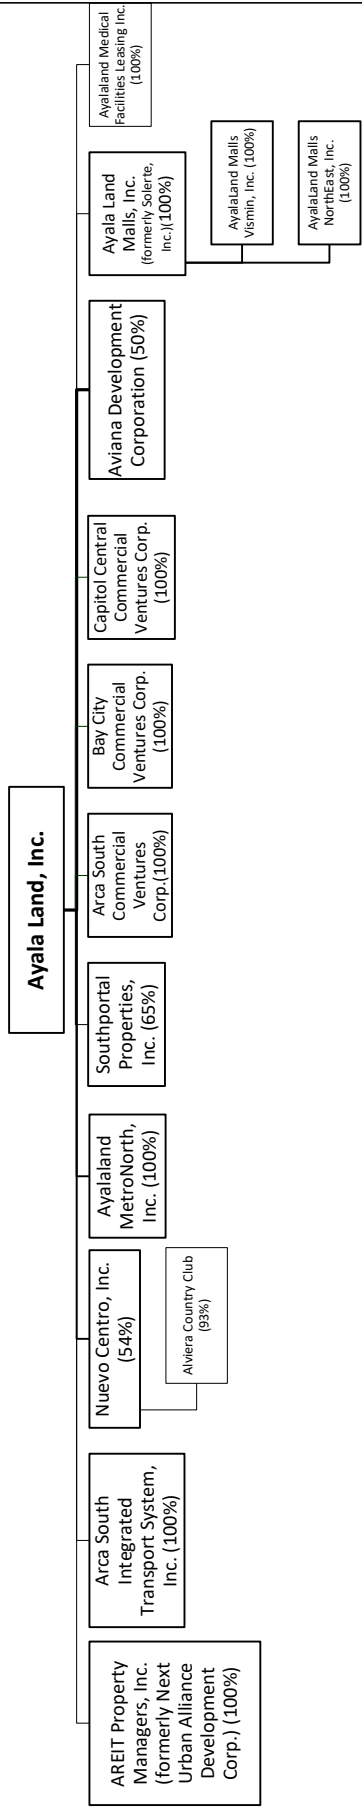 Ayala Land, Inc.
AREIT Property
Managers, Inc.
(formerly Next
Urban Alliance
Development
Corp.) (100%)
Arca South
Integrated
Transport System,
Inc. (100%)
Nuevo Centro, Inc.
(54%)
Alviera Country Club
(93%)
Ayalaland
MetroNorth,
Inc. (100%)
Southportal
Properties,
Inc. (65%)
Arca South
Commercial
Ventures
Corp.(100%)
Bay City
Commercial
Ventures Corp.
(100%)
Capitol Central
Commercial
Ventures Corp.
(100%)
Aviana Development
Corporation (50%)
Ayala Land
Malls, Inc.
(formerly Solerte,
Inc.)(100%)
AyalaLand Malls
Vismin, Inc. (100%)
AyalaLand Malls
NorthEast, Inc.
(100%)
Ayalaland Medical
Facilities Leasing Inc.
(100%)